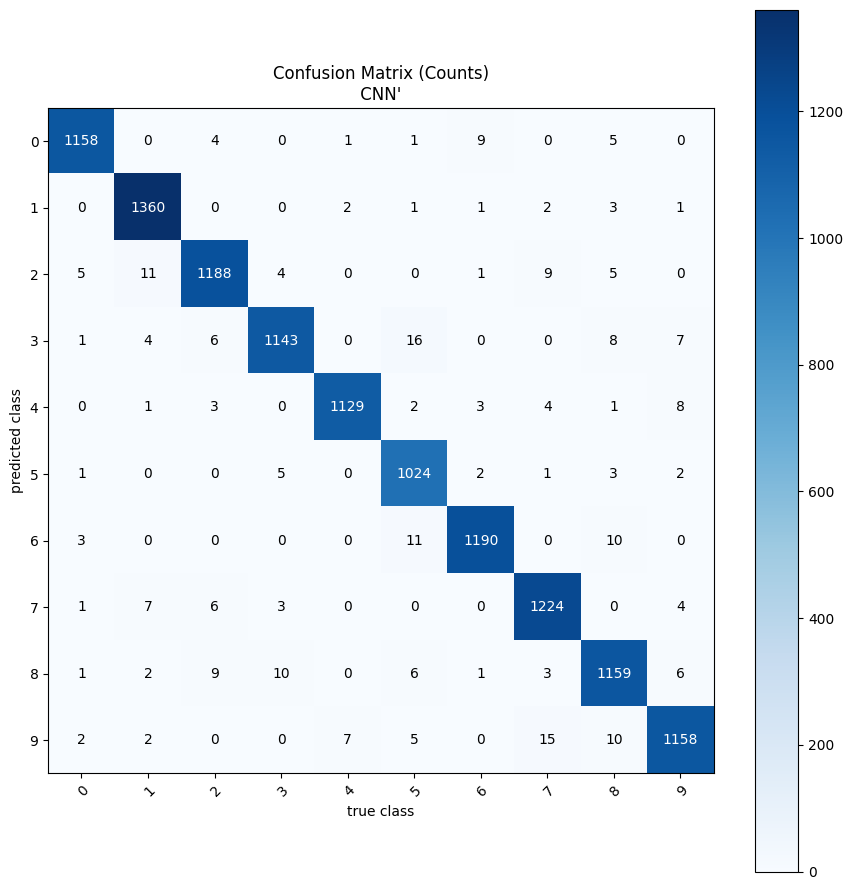 Confusion Matrix (Counts)
CNN'
0 1158 0 4 0 1 1 9 0 5 0
1 0 1360 0 0 2 1 1 2 3 1
2 5 11 1188 4 0 0 1 9 5 0
3 1 4 6 1143 0 16 0 0 8 7
4 0 1 3 0 1129 2 3 4 1 8
5 1 0 0 5 0 1024 2 1 3 2
6 3 0 0 0 0 11 1190 0 10 0
7 1 7 6 3 0 0 0 1224 0 4
8 1 2 9 10 0 6 1 3 1159 6
9 2 2 0 0 7 5 0 15 10 1158
0 1 2 3 4 5 6 7 8 9
predicted class
true class
1200
1000
800
600
400
200
0